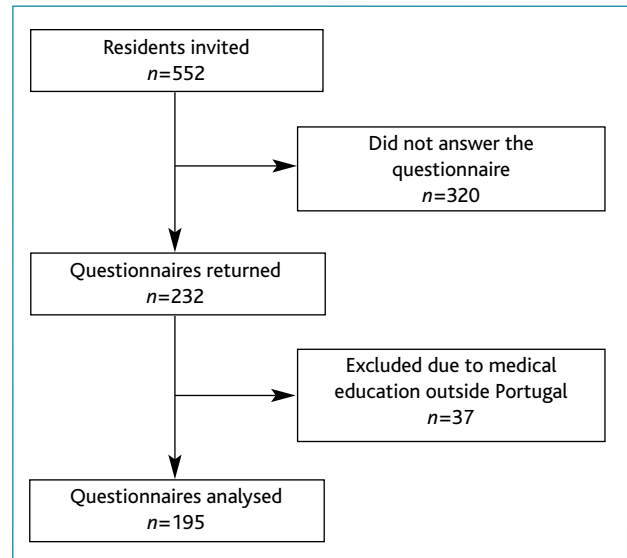 Residents invited
n=552
Did not answer the
questionnaire
n=320
Questionnaires returned
n=232
Excluded due to medical
education outside Portugal
n=37
Questionnaires analysed
n=195